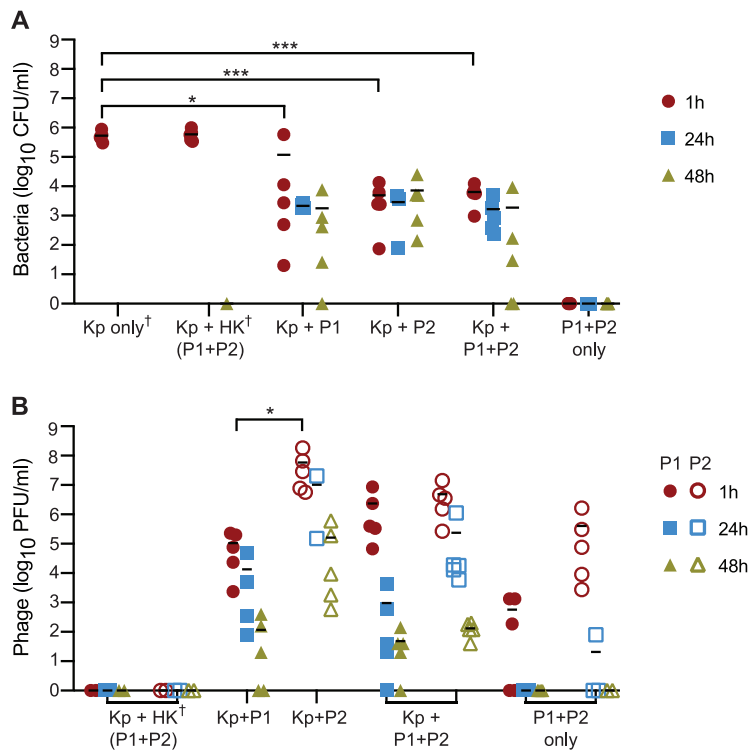 A
Bacteria (log10 CFU/ml)
9
8
7
6
5
4
3
2
1
0
***
***
*
Kp only†
Kp + HK†
(P1+P2)
Kp + P1
Kp + P2
Kp +
P1+P2
P1+P2
only
1h
24h
48h
B
Phage (log10 PFU/ml)
9
8
7
6
5
4
3
2
1
0
*
Kp + HK†
(P1+P2)
Kp+P1
Kp+P2
Kp +
P1+P2
P1+P2
only
P1 P2
1h
24h
48h